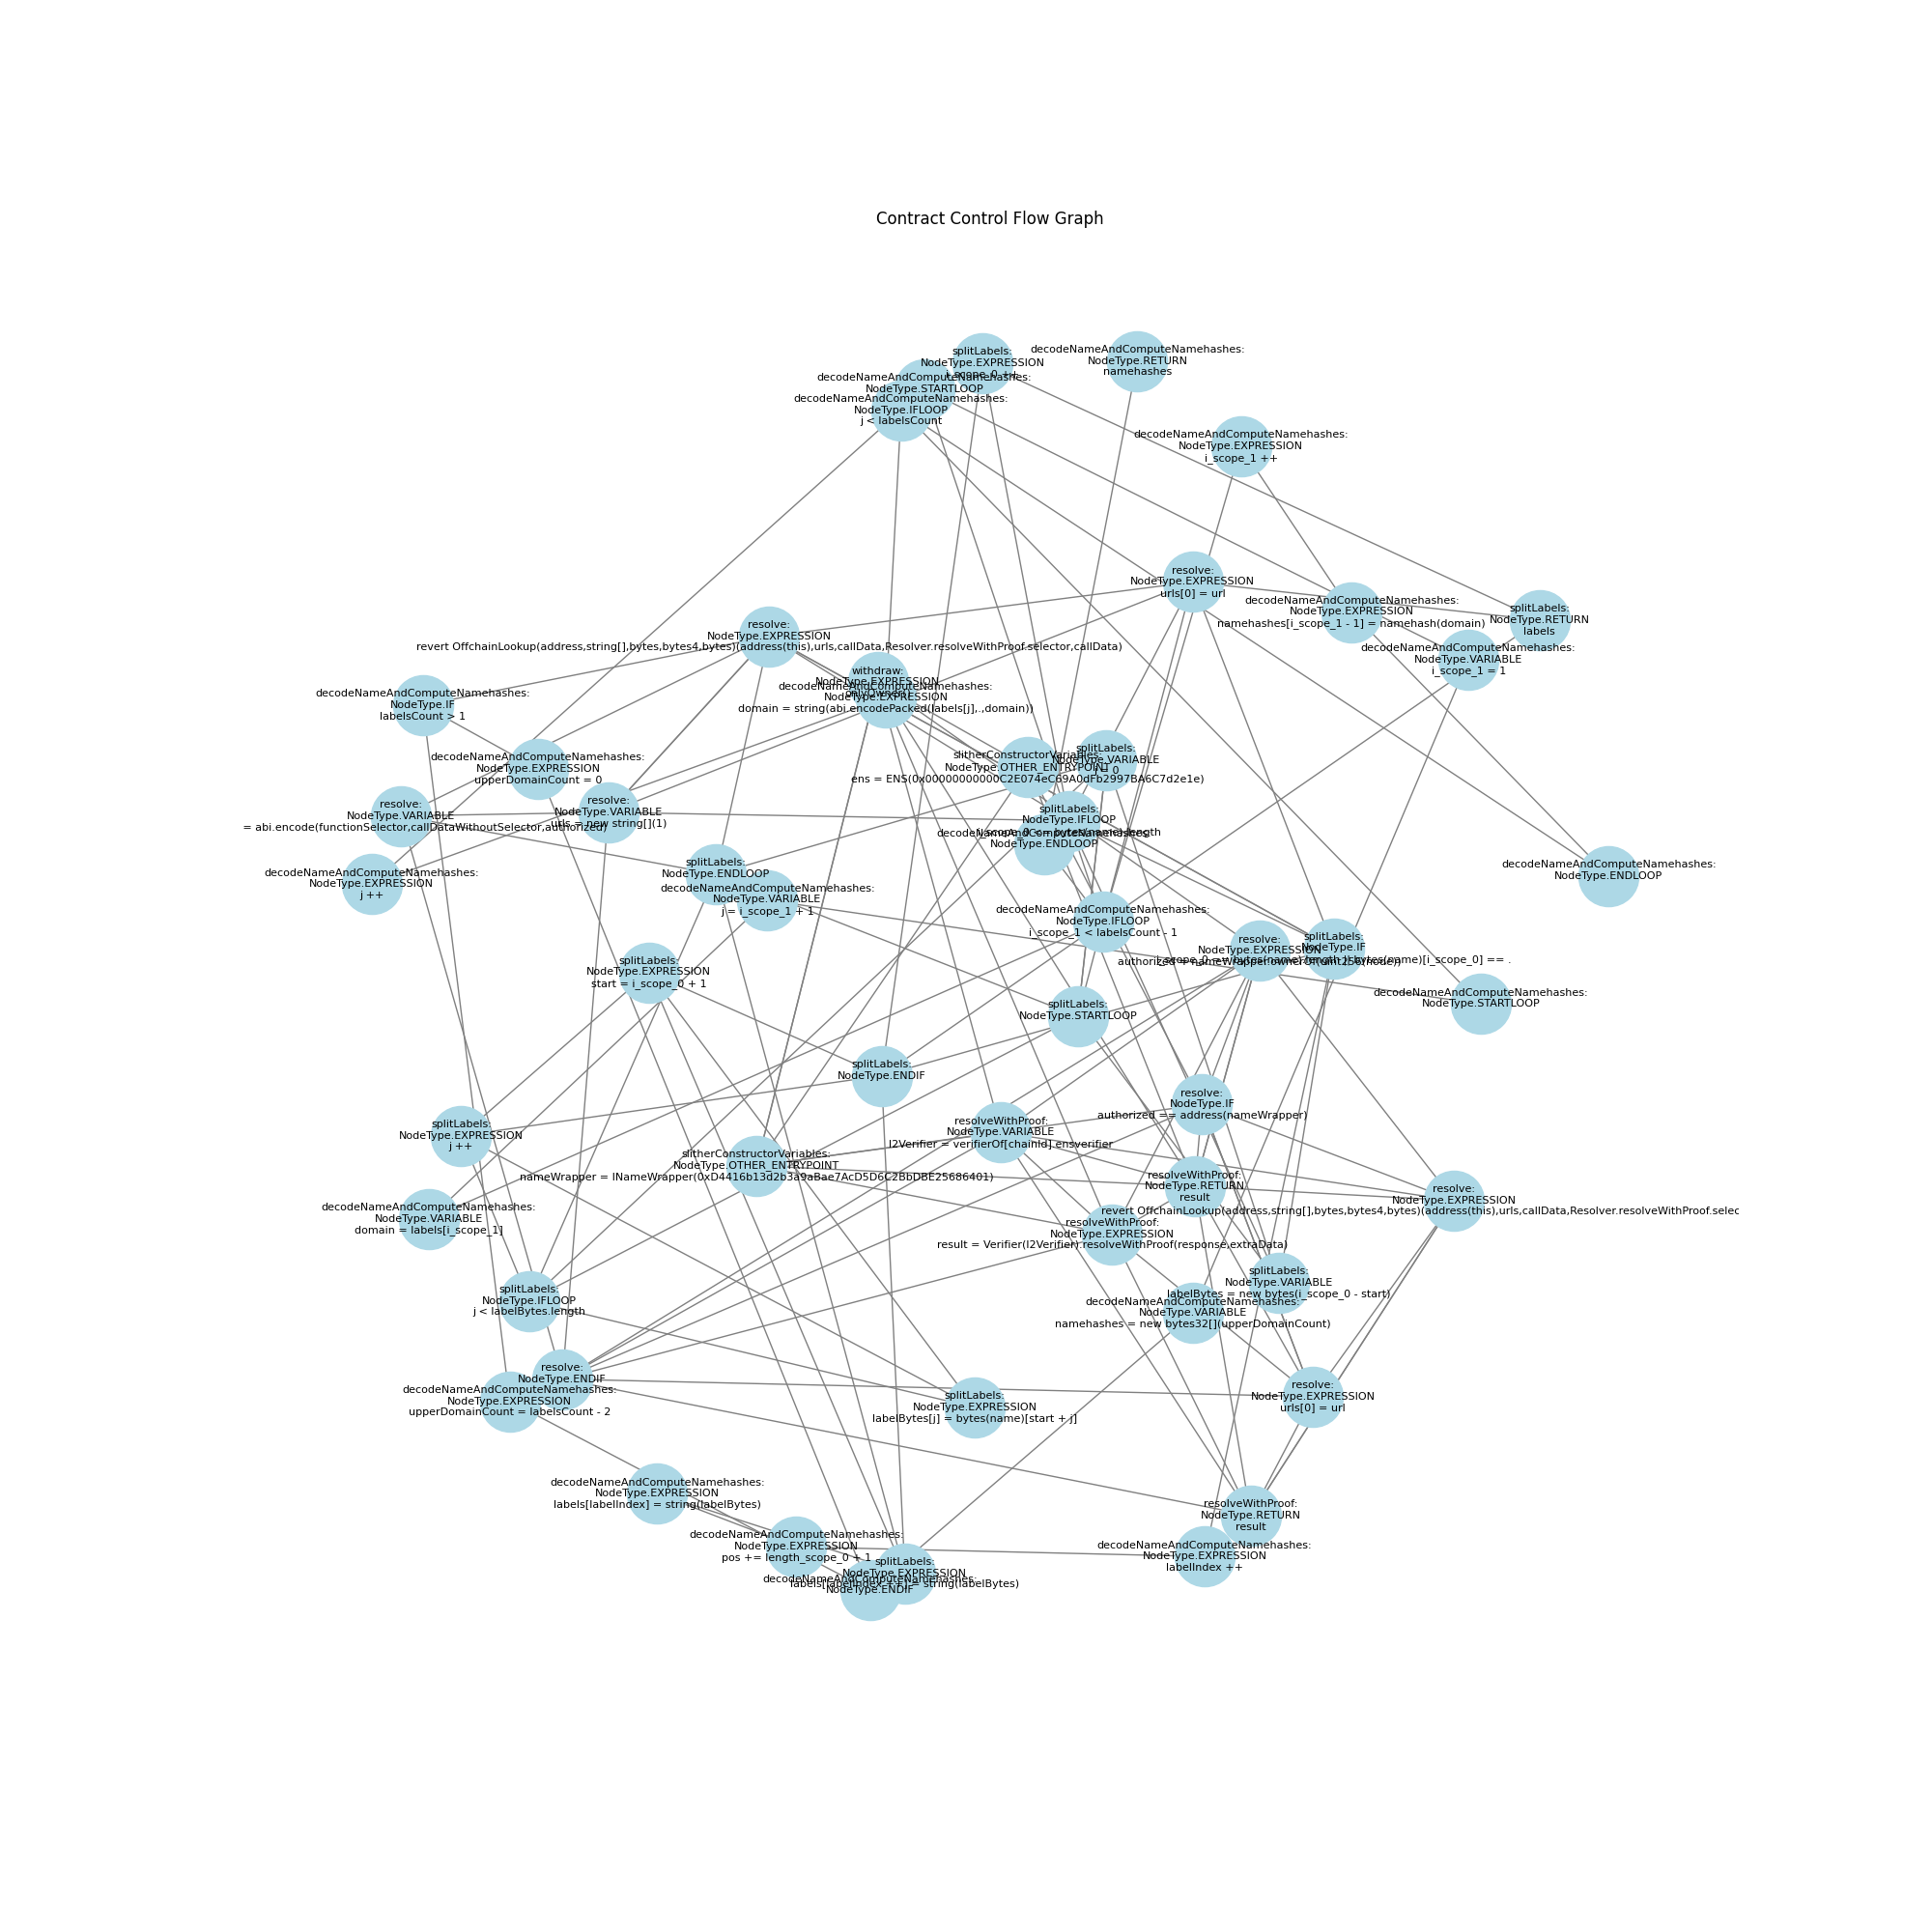 Contract Control Flow Graph
splitLabels:
NodeType.EXPRESSION
i_scope_0 ++
decodeNameAndComputeNamehashes:
NodeType.RETURN
namehashes
decodeNameAndComputeNamehashes:
NodeType.STARTLOOP
decodeNameAndComputeNamehashes:
NodeType.IFLOOP
j < labelsCount
decodeNameAndComputeNamehashes:
NodeType.EXPRESSION
i_scope_1 ++
resolve:
NodeType.EXPRESSION
urls[0] = url
decodeNameAndComputeNamehashes:
NodeType.EXPRESSION
namehashes[i_scope_1 - 1] = namehash(domain)
splitLabels:
NodeType.RETURN
labels
resolve:
NodeType.EXPRESSION
revert OffchainLookup(address,string[],bytes,bytes4,bytes)(address(this),urls,callData,Resolver.resolveWithProof.selector,callData)
decodeNameAndComputeNamehashes:
NodeType.VARIABLE
i_scope_1 = 1
withdraw:
NodeType.EXPRESSION
decodeNameAndComputeNamehashes:
NodeType.EXPRESSION
domain = string(abi.encodePacked(labels[j],.,domain))
decodeNameAndComputeNamehashes:
NodeType.IF
labelsCount > 1
decodeNameAndComputeNamehashes:
NodeType.EXPRESSION
upperDomainCount = 0
slitherConstructorVariables:
NodeType.OTHER_ENTRYPOINT
ens = ENS(0x00000000000C2E074eC69A0dFb2997BA6C7d2e1e)
splitLabels:
NodeType.VARIABLE
resolve:
NodeType.VARIABLE
= abi.encode(functionSelector,callDataWithoutSelector,authorized)
resolve:
NodeType.VARIABLE
urls = new string[](1)
splitLabels:
NodeType.IFLOOP
decodeNameAndComputeNamehashes:
NodeType.ENDLOOP
splitLabels:
NodeType.ENDLOOP
decodeNameAndComputeNamehashes:
NodeType.EXPRESSION
j ++
decodeNameAndComputeNamehashes:
NodeType.VARIABLE
j = i_scope_1 + 1
decodeNameAndComputeNamehashes:
NodeType.ENDLOOP
decodeNameAndComputeNamehashes:
NodeType.IFLOOP
i_scope_1 < labelsCount - 1
resolve:
NodeType.EXPRESSION
authorized = nameWrapper.ownerOf(uint256(node))
splitLabels:
NodeType.IF
i_scope_0 == bytes(name).length || bytes(name)[i_scope_0] == .
splitLabels:
NodeType.EXPRESSION
start = i_scope_0 + 1
decodeNameAndComputeNamehashes:
NodeType.STARTLOOP
splitLabels:
NodeType.STARTLOOP
splitLabels:
NodeType.ENDIF
resolve:
NodeType.IF
authorized == address(nameWrapper)
splitLabels:
NodeType.EXPRESSION
j ++
resolveWithProof:
NodeType.VARIABLE
l2Verifier = verifierOf[chainId].ensverifier
slitherConstructorVariables:
NodeType.OTHER_ENTRYPOINT
nameWrapper = INameWrapper(0xD4416b13d2b3a9aBae7AcD5D6C2BbDBE25686401)
resolveWithProof:
NodeType.RETURN
result
resolve:
NodeType.EXPRESSION
revert OffchainLookup(address,string[],bytes,bytes4,bytes)(address(this),urls,callData,Resolver.resolveWithProof.selec
decodeNameAndComputeNamehashes:
NodeType.VARIABLE
domain = labels[i_scope_1]
resolveWithProof:
NodeType.EXPRESSION
result = Verifier(l2Verifier).resolveWithProof(response,extraData)
splitLabels:
NodeType.VARIABLE
labelBytes = new bytes(i_scope_0 - start)
splitLabels:
NodeType.IFLOOP
j < labelBytes.length
decodeNameAndComputeNamehashes:
NodeType.VARIABLE
namehashes = new bytes32[](upperDomainCount)
resolve:
NodeType.ENDIF
decodeNameAndComputeNamehashes:
NodeType.EXPRESSION
upperDomainCount = labelsCount - 2
resolve:
NodeType.EXPRESSION
urls[0] = url
splitLabels:
NodeType.EXPRESSION
labelBytes[j] = bytes(name)[start + j]
decodeNameAndComputeNamehashes:
NodeType.EXPRESSION
labels[labelIndex] = string(labelBytes)
resolveWithProof:
NodeType.RETURN
result
decodeNameAndComputeNamehashes:
NodeType.EXPRESSION
pos += length_scope_0 + 1
decodeNameAndComputeNamehashes:
NodeType.EXPRESSION
labelIndex ++
splitLabels:
NodeType.EXPRESSION
labels[labelIndex ++] = string(labelBytes)
decodeNameAndComputeNamehashes:
NodeType.ENDIF